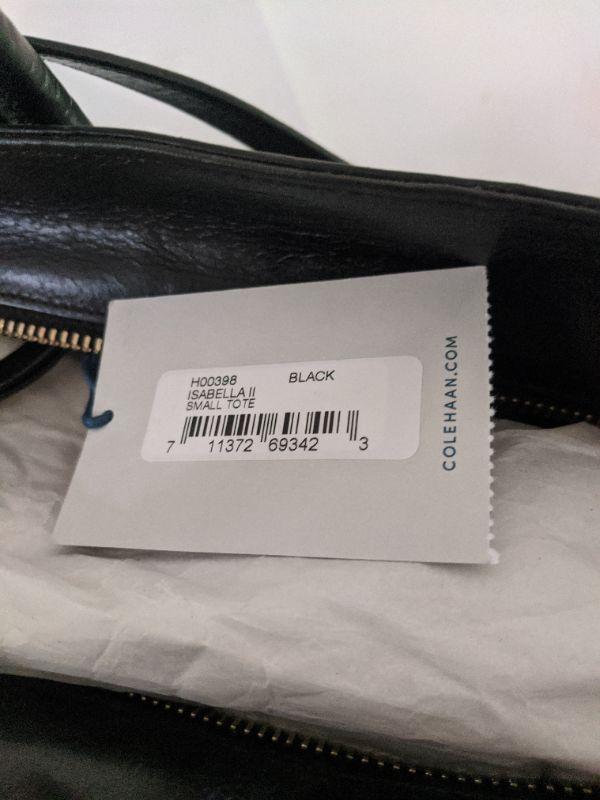 H00398 BLACK
ISABELLA II
SMALL TOTE
7 11372 69342 3
COLEHAAN.COM